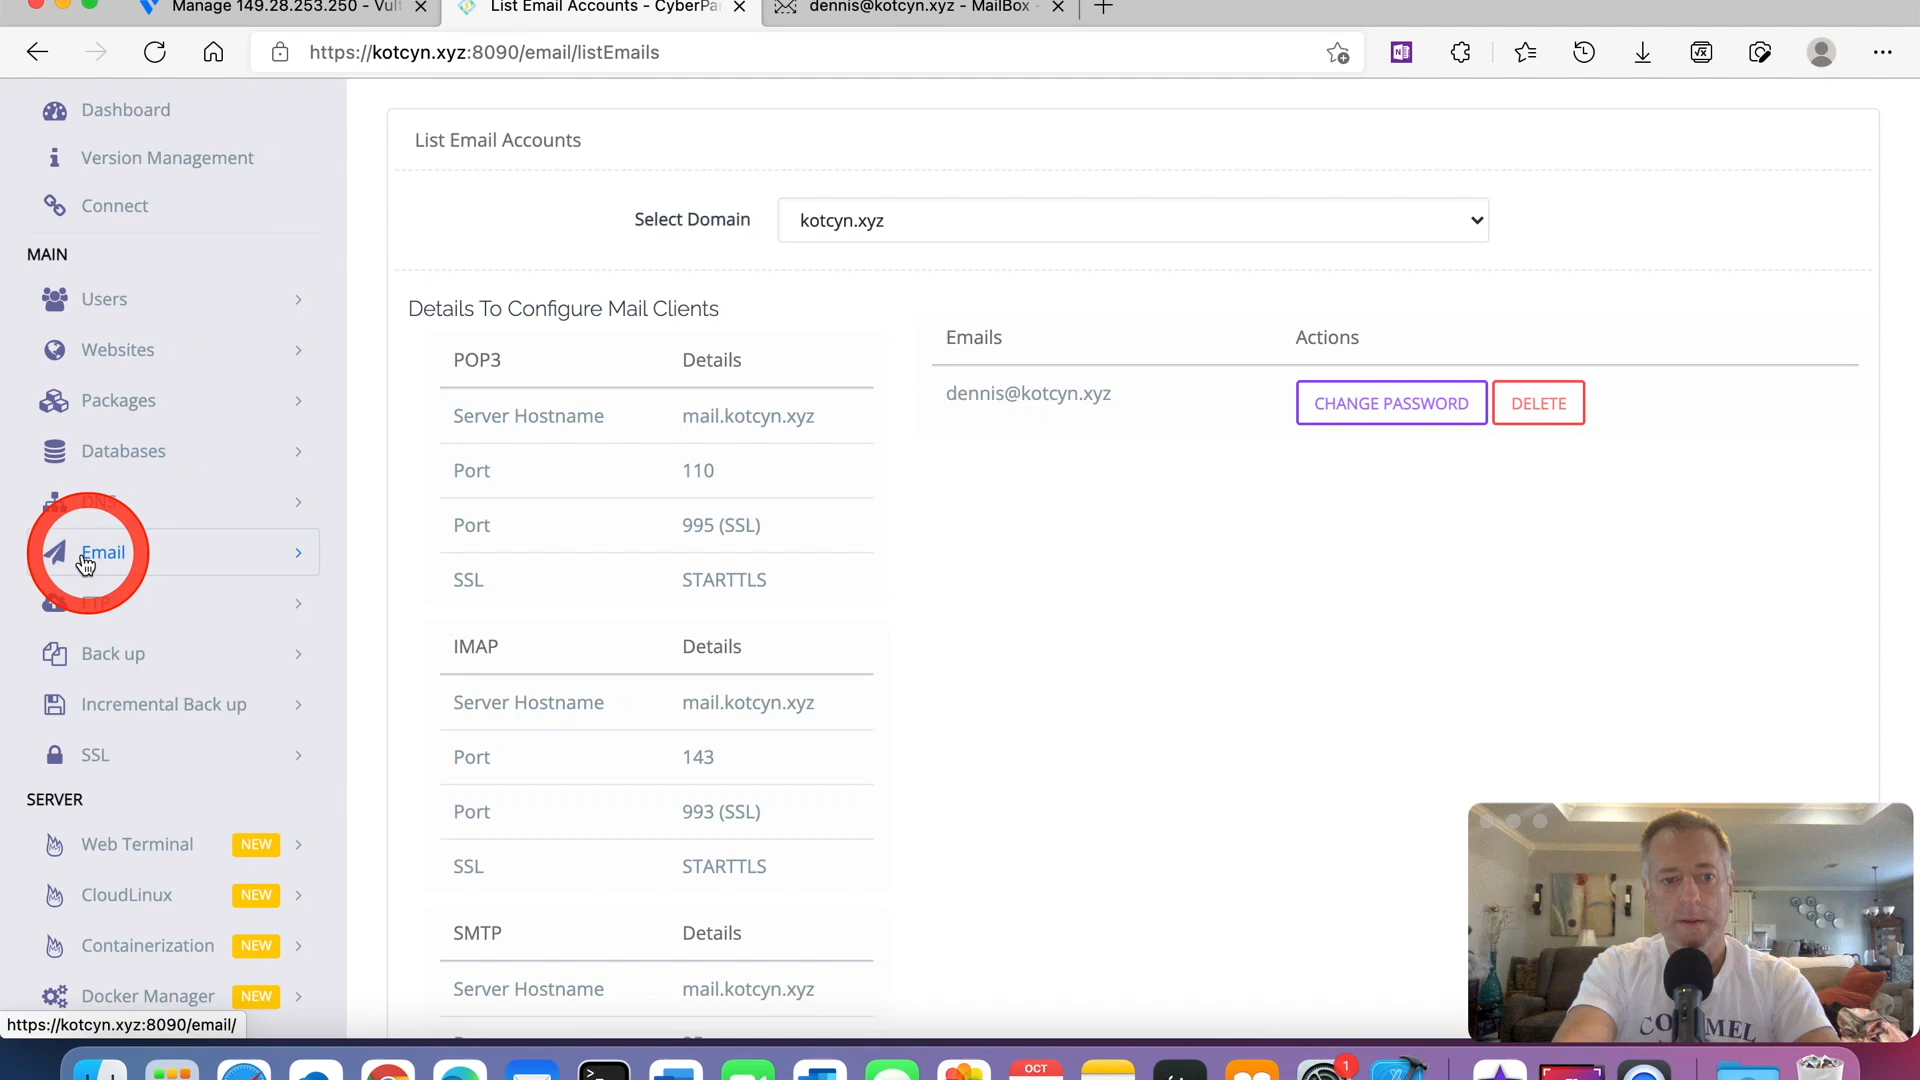 Manage 149.28.253.250 - Vult
List Email Accounts - CyberPa
dennis@kotcyn.xyz - MailBox -
https://kotcyn.xyz:8090/email/listEmails
Dashboard
Version Management
Connect
MAIN
Users
Websites
Packages
Databases
DNS
Email
FTP
Back up
Incremental Back up
SSL
SERVER
Web Terminal NEW
CloudLinux NEW
Containerization NEW
Docker Manager NEW
https://kotcyn.xyz:8090/email/
List Email Accounts
Select Domain kotcyn.xyz
Details To Configure Mail Clients
POP3 Details
Server Hostname mail.kotcyn.xyz
Port 110
Port 995 (SSL)
SSL STARTTLS
IMAP Details
Server Hostname mail.kotcyn.xyz
Port 143
Port 993 (SSL)
SSL STARTTLS
SMTP Details
Server Hostname mail.kotcyn.xyz
Emails Actions
dennis@kotcyn.xyz CHANGE PASSWORD DELETE
OCT
1